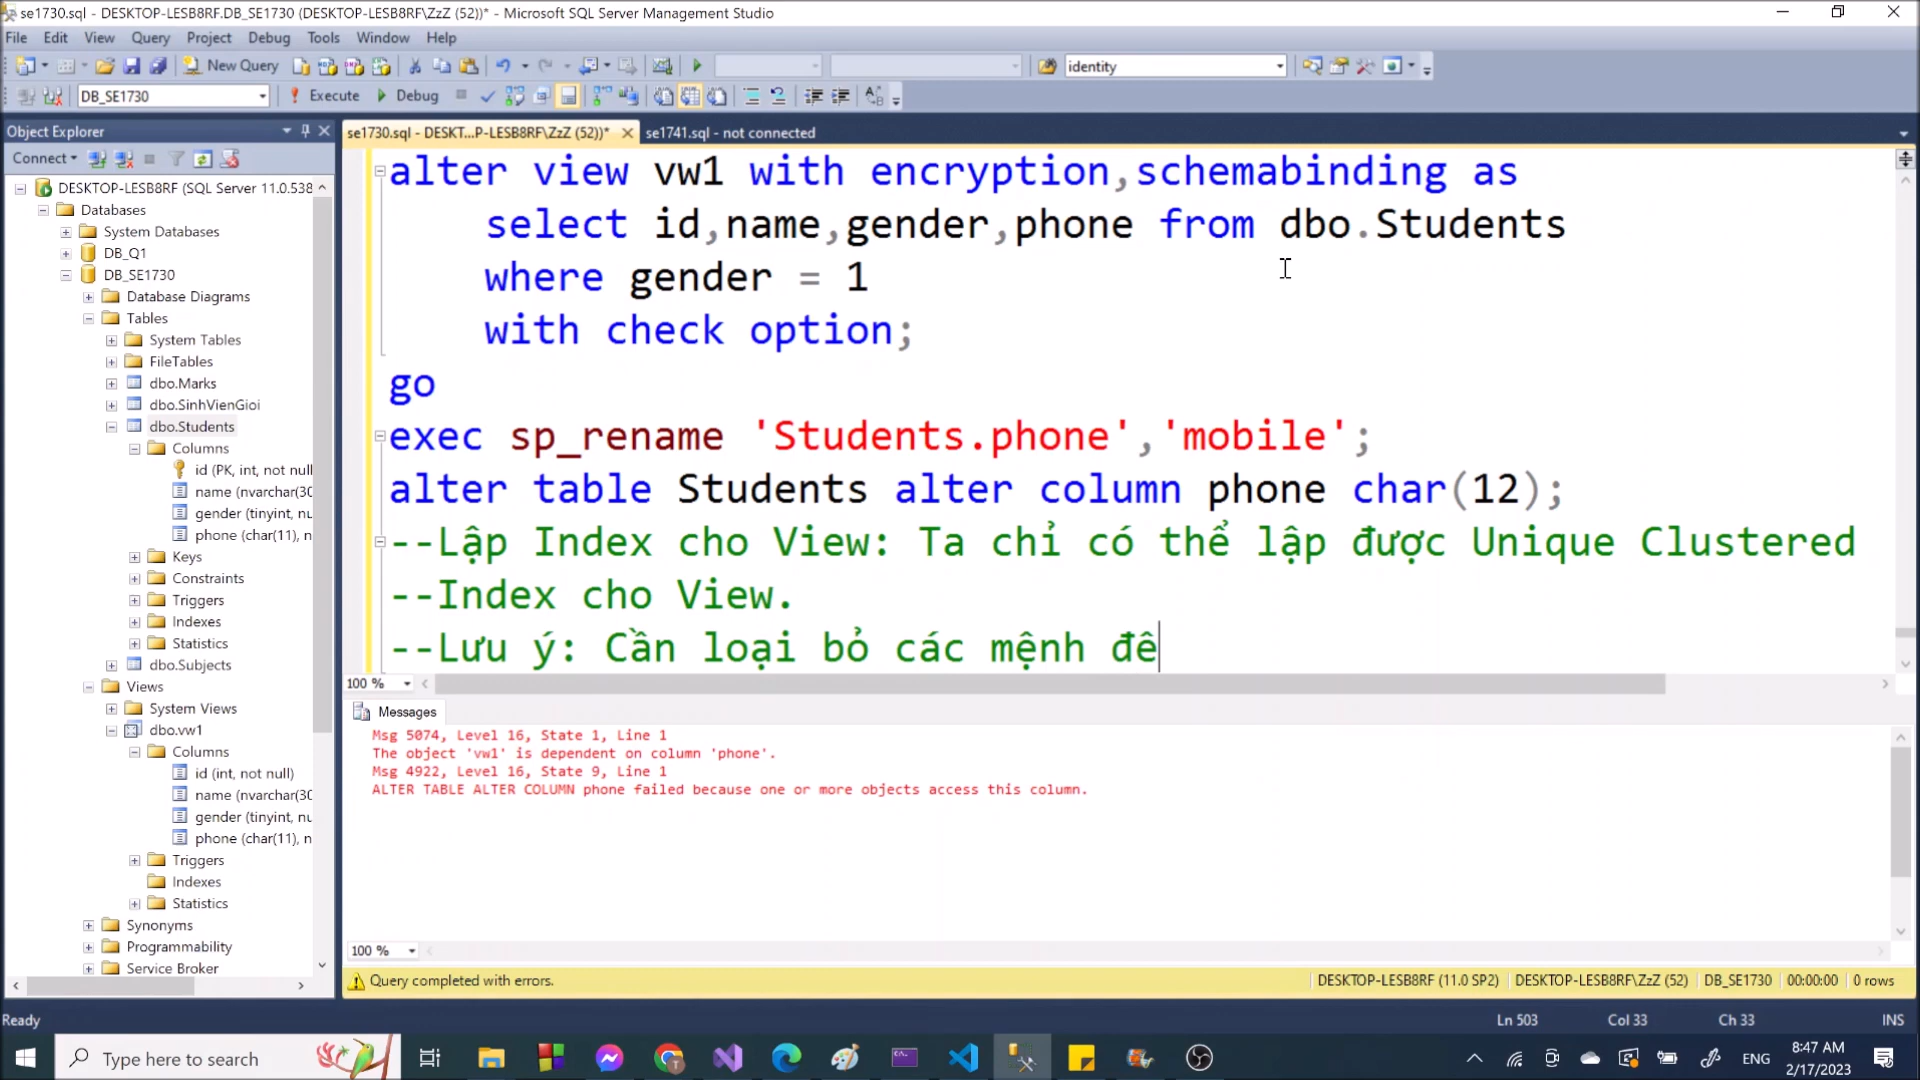 se1730.sql - DESKTOP-LESB8RF.DB_SE1730 (DESKTOP-LESB8RF\ZzZ (52))* - Microsoft SQL Server Management Studio
File Edit View Query Project Debug Tools Window Help
New Query identity
DB_SE1730 Execute Debug
Object Explorer
Connect
DESKTOP-LESB8RF (SQL Server 11.0.538
Databases
System Databases
DB_Q1
DB_SE1730
Database Diagrams
Tables
System Tables
FileTables
dbo.Marks
dbo.SinhVienGioi
dbo.Students
Columns
id (PK, int, not null
name (nvarchar(30
gender (tinyint, nu
phone (char(11), n
Keys
Constraints
Triggers
Indexes
Statistics
dbo.Subjects
Views
System Views
dbo.vw1
Columns
id (int, not null)
name (nvarchar(30
gender (tinyint, nu
phone (char(11), n
Triggers
Indexes
Statistics
Synonyms
Programmability
Service Broker
se1730.sql - DESKT...P-LESB8RF\ZzZ (52))* se1741.sql - not connected
alter view vw1 with encryption,schemabinding as
select id,name,gender,phone from dbo.Students
where gender = 1
with check option;
go
exec sp_rename 'Students.phone','mobile';
alter table Students alter column phone char(12);
--Lập Index cho View: Ta chỉ có thể lập được Unique Clustered
--Index cho View.
--Lưu ý: Cần loại bỏ các mệnh đê
100 %
Messages
Msg 5074, Level 16, State 1, Line 1
The object 'vw1' is dependent on column 'phone'.
Msg 4922, Level 16, State 9, Line 1
ALTER TABLE ALTER COLUMN phone failed because one or more objects access this column.
100 %
Query completed with errors. DESKTOP-LESB8RF (11.0 SP2) DESKTOP-LESB8RF\ZzZ (52) DB_SE1730 00:00:00 0 rows
Ready Ln 503 Col 33 Ch 33 INS
Type here to search ENG 8:47 AM
2/17/2023